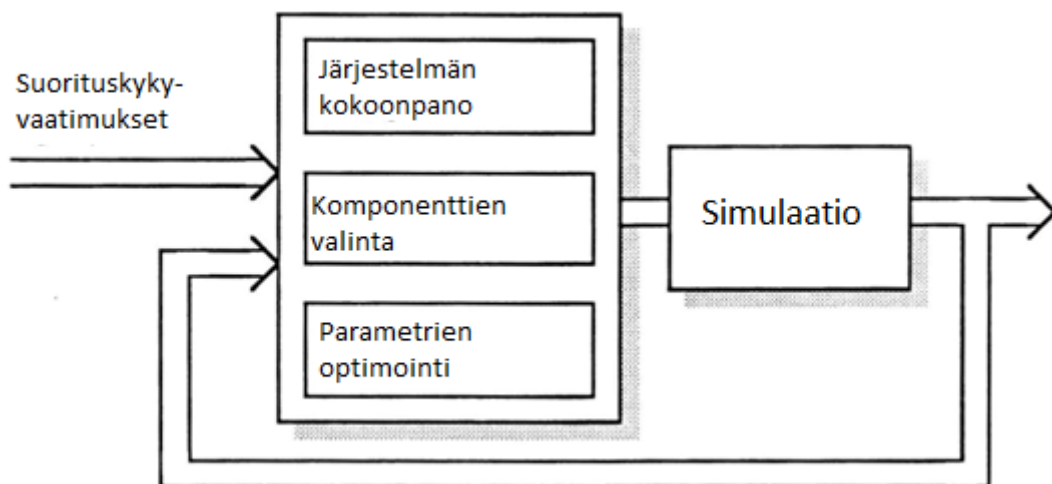 Suorituskyky-
vaatimukset
Järjestelmän
kokoonpano
Komponenttien
valinta
Parametrien
optimointi
Simulaatio